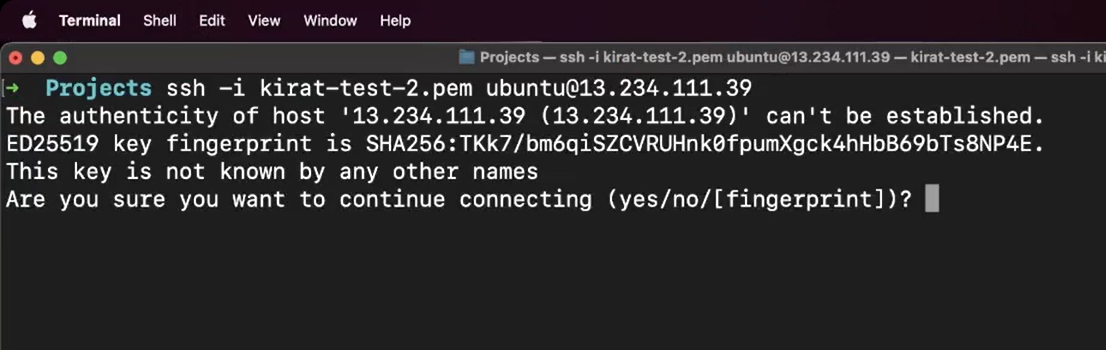 Terminal Shell Edit View Window Help
Projects — ssh -i kirat-test-2.pem ubuntu@13.234.111.39 — kirat-test-2.pem — ssh -i ki
→ Projects ssh -i kirat-test-2.pem ubuntu@13.234.111.39
The authenticity of host '13.234.111.39 (13.234.111.39)' can't be established.
ED25519 key fingerprint is SHA256:TKk7/bm6qiSZCVRUHnk0fpumXgck4hHbB69bTs8NP4E.
This key is not known by any other names
Are you sure you want to continue connecting (yes/no/[fingerprint])?